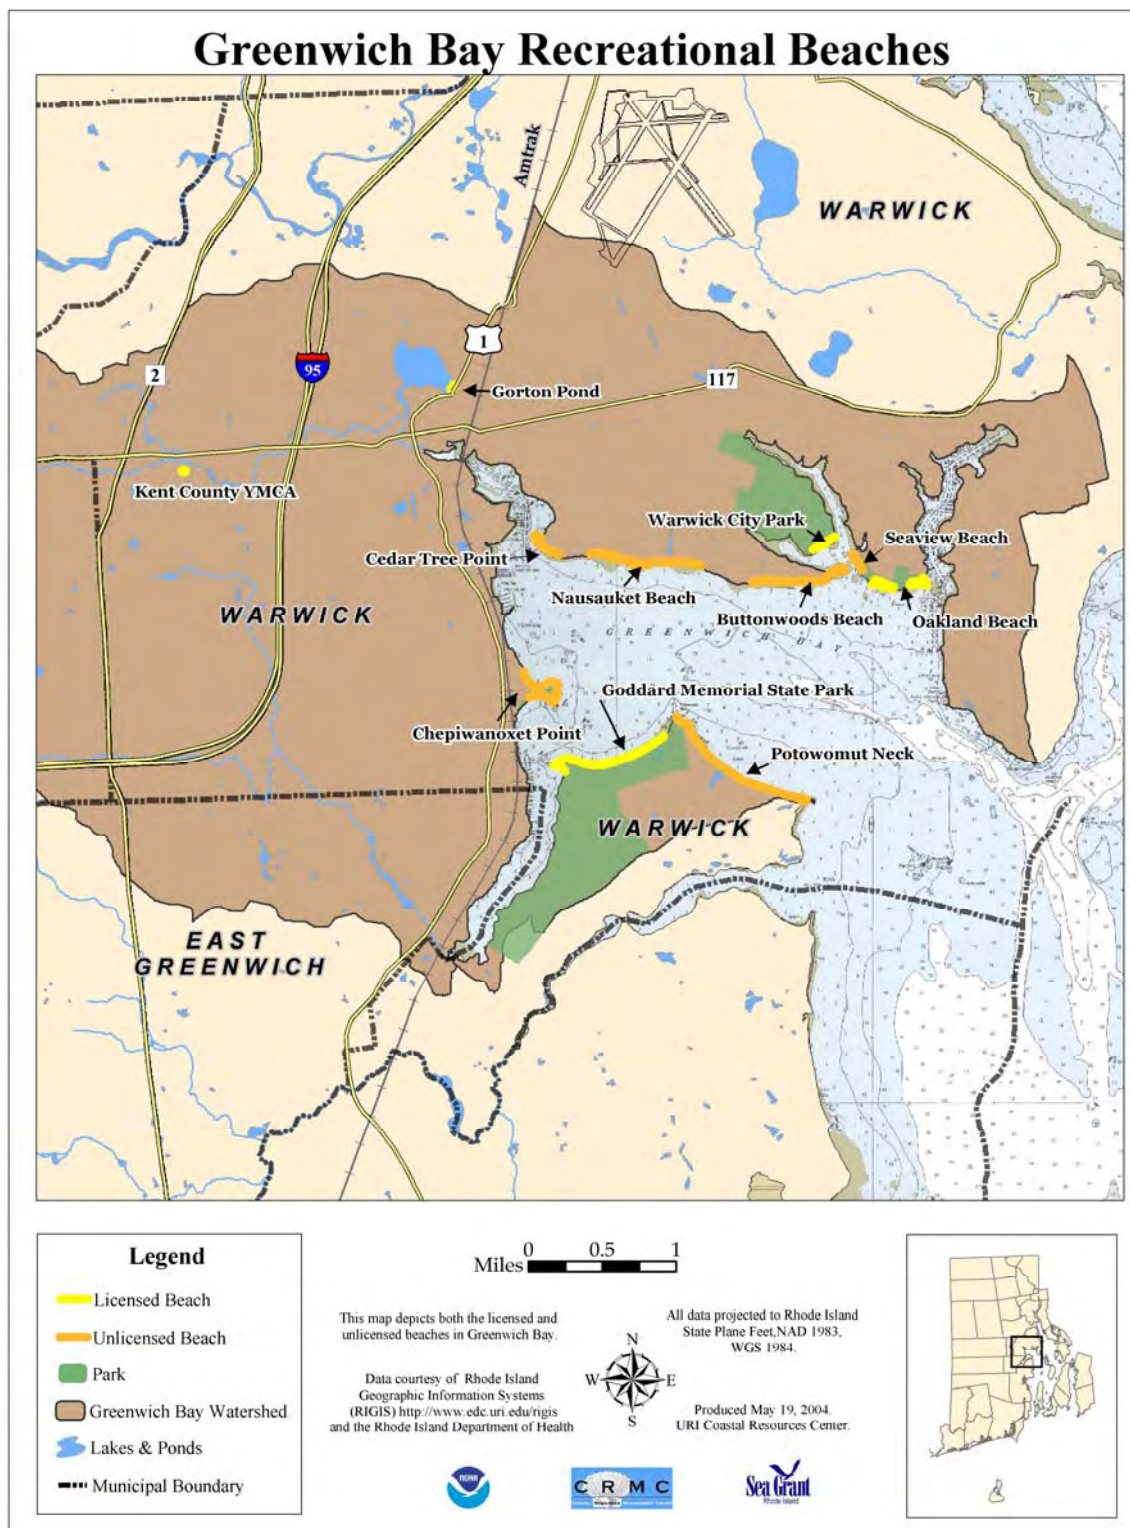 Greenwich Bay Recreational Beaches
Amtrak
WARWICK
1
2
95
117
Gorton Pond
Kent County YMCA
Warwick City Park
Seaview Beach
Cedar Tree Point
Nausauket Beach
Buttonwoods Beach
Oakland Beach
WARWICK
GREENWICH BAY
Goddard Memorial State Park
Chepiwanoxet Point
Potowomut Neck
WARWICK
EAST
GREENWICH
Legend
Licensed Beach
Unlicensed Beach
Park
Greenwich Bay Watershed
Lakes & Ponds
Municipal Boundary
0 0.5 1
Miles
This map depicts both the licensed and
unlicensed beaches in Greenwich Bay.
Data courtesy of Rhode Island
Geographic Information Systems
(RIGIS) http://www.edc.uri.edu/rigis
and the Rhode Island Department of Health
N
W E
S
All data projected to Rhode Island
State Plane Feet,NAD 1983,
WGS 1984.
Produced May 19, 2004.
URI Coastal Resources Center.
NOAA
CRMC
Sea Grant
Rhode Island